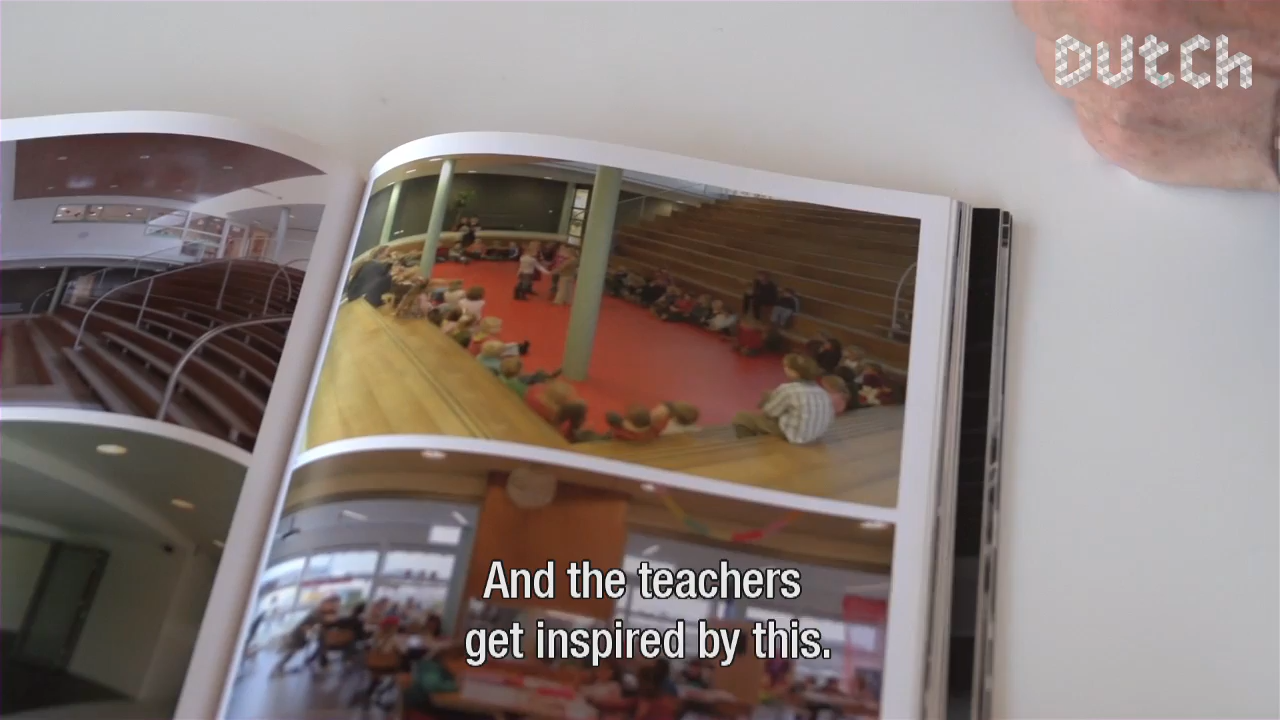 DUtCh
And the teachers
get inspired by this.